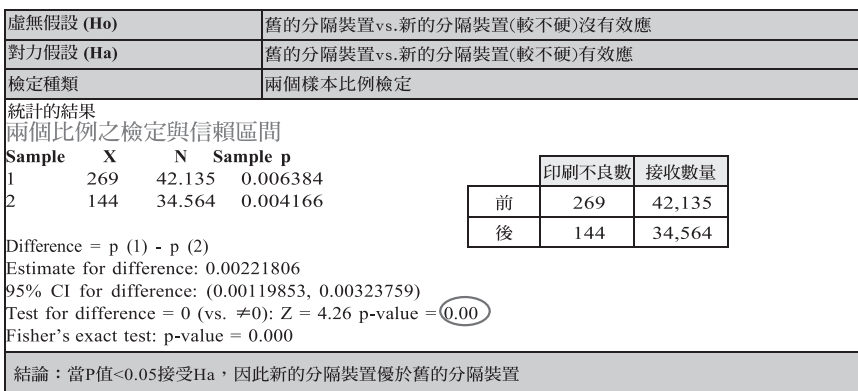 虛無假設 (Ho) 舊的分隔裝置vs.新的分隔裝置(較不硬)沒有效應
對力假設 (Ha) 舊的分隔裝置vs.新的分隔裝置(較不硬)有效應
檢定種類 兩個樣本比例檢定
統計的結果
兩個比例之檢定與信賴區間
Sample X N Sample p
1 269 42.135 0.006384
2 144 34.564 0.004166
印刷不良數 接收數量
前 269 42,135
後 144 34,564
Difference = p (1) - p (2)
Estimate for difference: 0.00221806
95% CI for difference: (0.00119853, 0.00323759)
Test for difference = 0 (vs. ≠0): Z = 4.26 p-value = 0.00
Fisher's exact test: p-value = 0.000
結論：當P值<0.05接受Ha，因此新的分隔裝置優於舊的分隔裝置